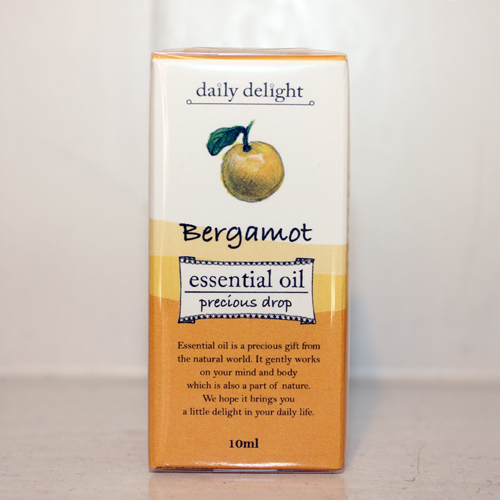 daily delight
Bergamot
essential oil
precious drop
Essential oil is a precious gift from
the natural world. It gently works
on your mind and body
which is also a part of nature.
We hope it brings you
a little delight in your daily life.
10ml